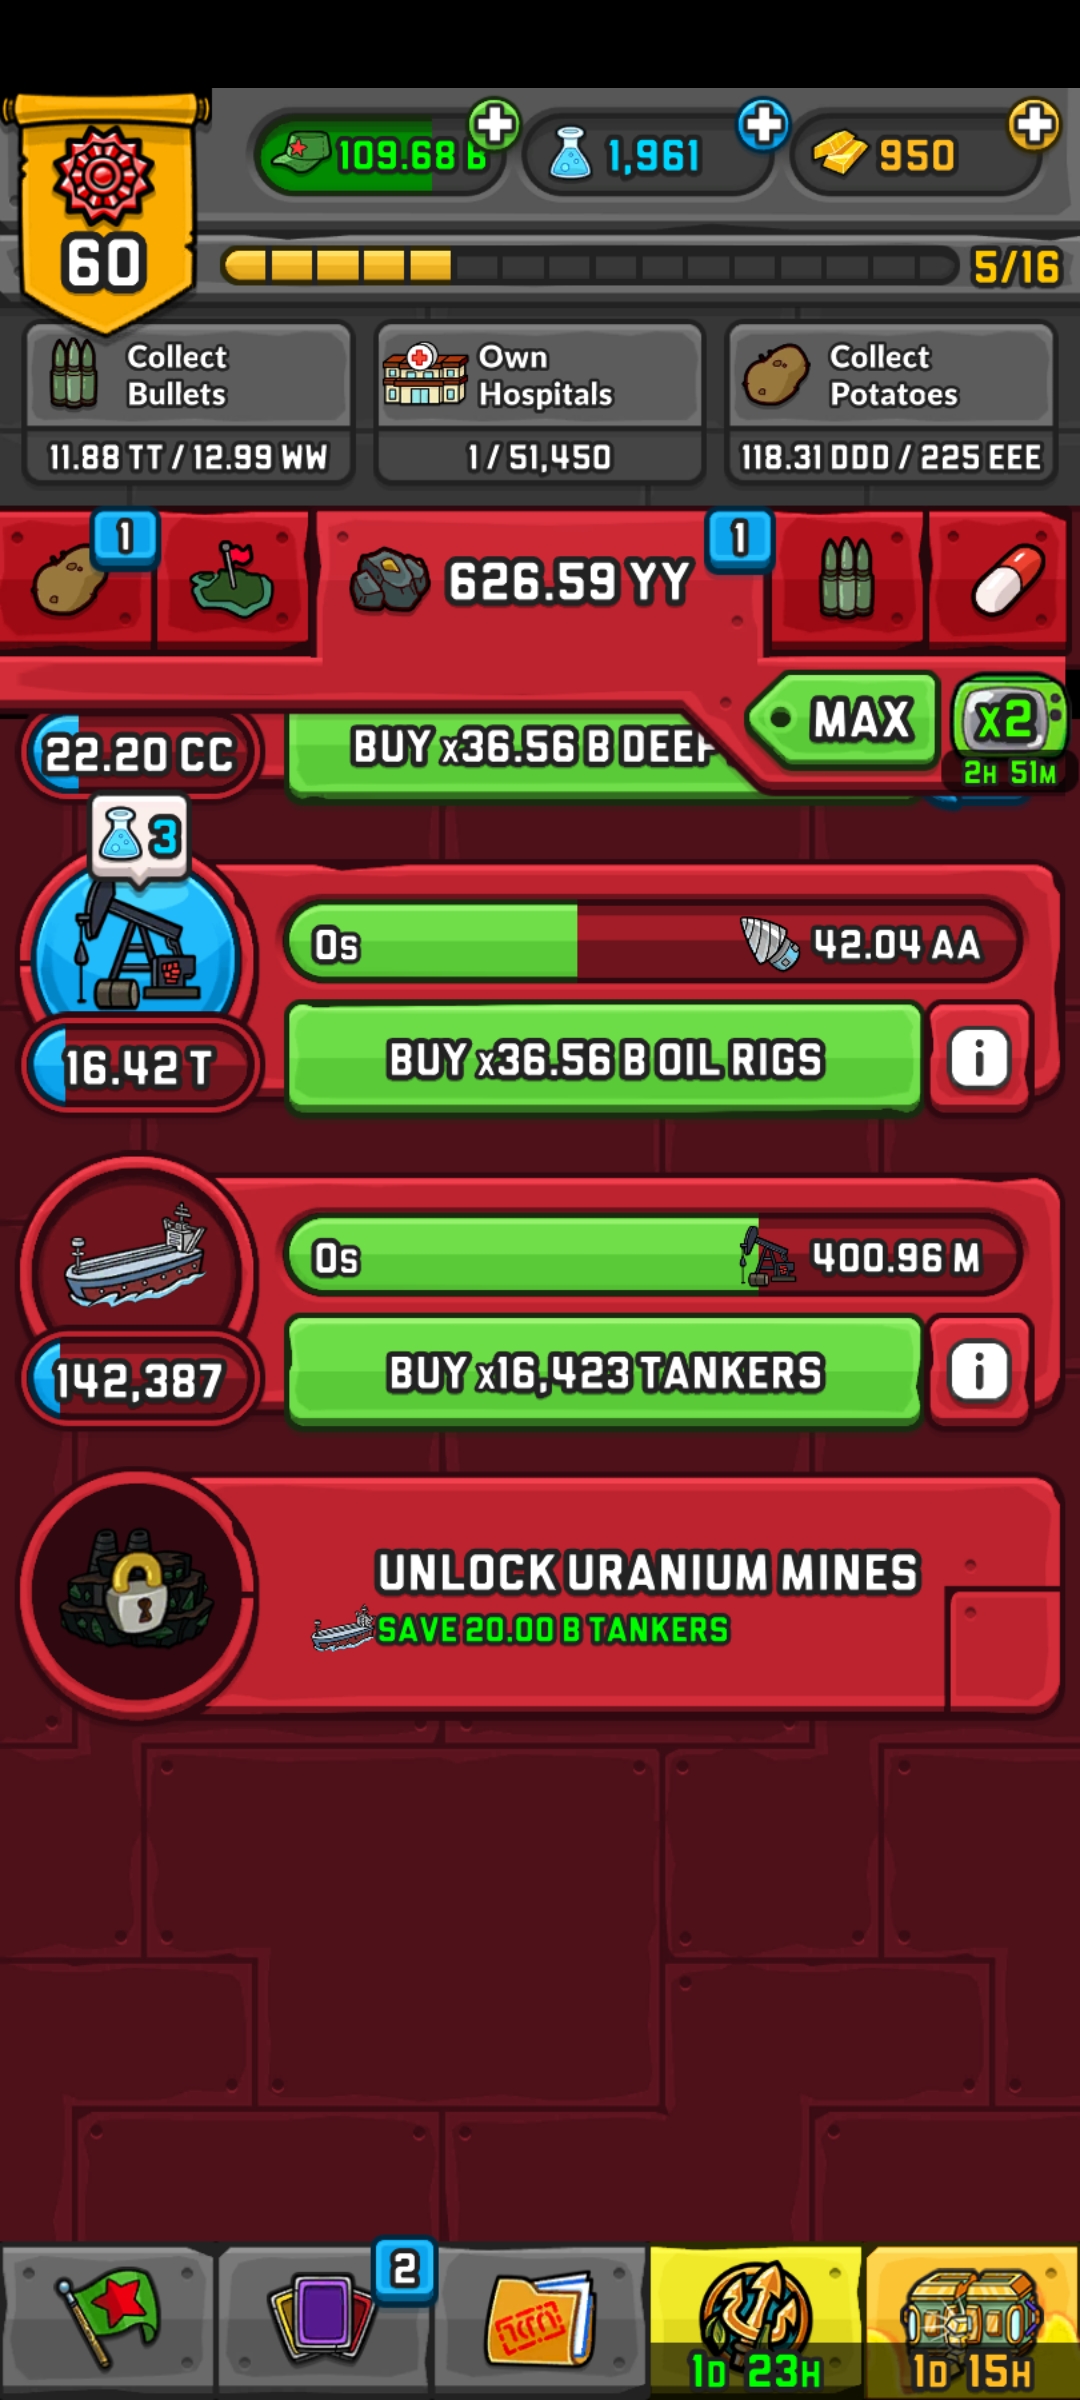 60
109.68 B
1,961
950
5/16
Collect
Bullets
11.88 TT / 12.99 WW
Own
Hospitals
1 / 51,450
Collect
Potatoes
118.31 DDD / 225 EEE
1
626.59 YY
1
MAX
x2
2H 51M
22.20 CC
BUY x36.56 B DEEP
3
0s
42.04 AA
16.42 T
BUY x36.56 B OIL RIGS
i
0s
400.96 M
142,387
BUY x16,423 TANKERS
i
UNLOCK URANIUM MINES
SAVE 20.00 B TANKERS
2
1D 23H
1D 15H